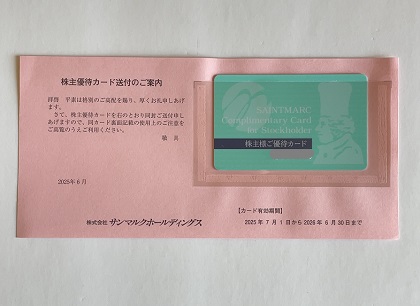 株主優待カード送付のご案内
拝啓　平素は格別のご高配を賜り、厚くお礼申しあげ
ます。
さて、株主優待カードを右のとおり同封ご送付申し
あげますので、同カード裏面記載の使用上のご注意を
ご高覧のうえご利用ください。
敬　具
2025年６月
株式会社 サンマルクホールディングス
SAINTMARC
Complimentary Card
for Stockholder
株主様ご優待カード
【カード有効期間】
2025年７月１日から2026年６月30日まで